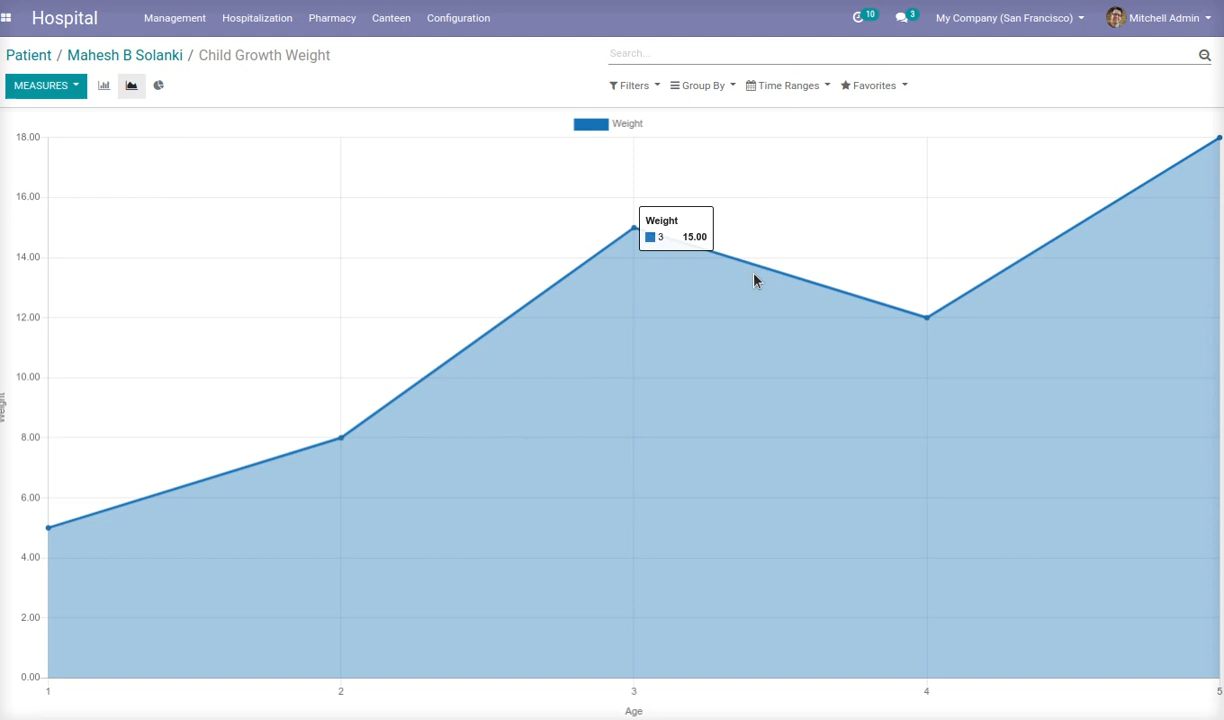 Hospital Management Hospitalization Pharmacy Canteen Configuration 10 3 My Company (San Francisco) Mitchell Admin
Patient / Mahesh B Solanki / Child Growth Weight
Search...
MEASURES Filters Group By Time Ranges Favorites
Weight
18.00
16.00
Weight
3 15.00
14.00
12.00
10.00
Weight
8.00
6.00
4.00
2.00
0.00
1 2 3 4 5
Age